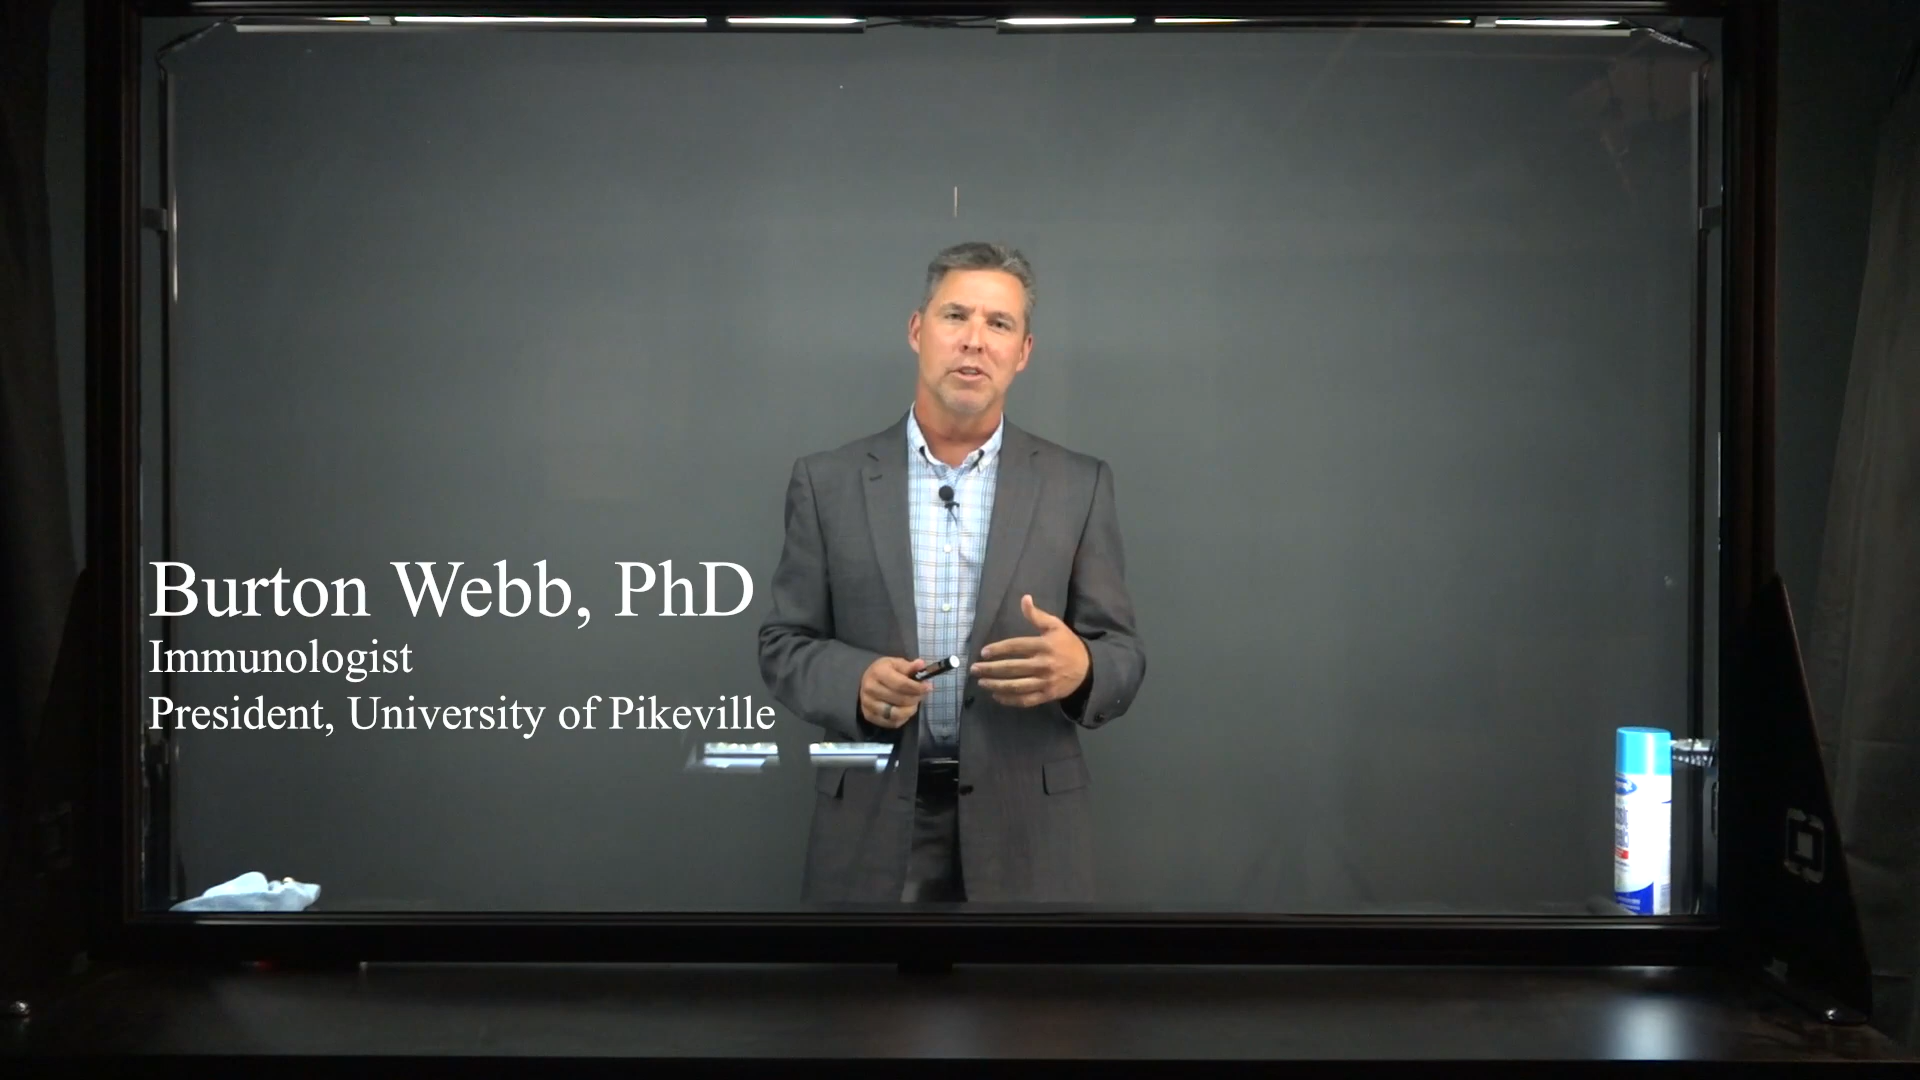 Burton Webb, PhD
Immunologist
President, University of Pikeville